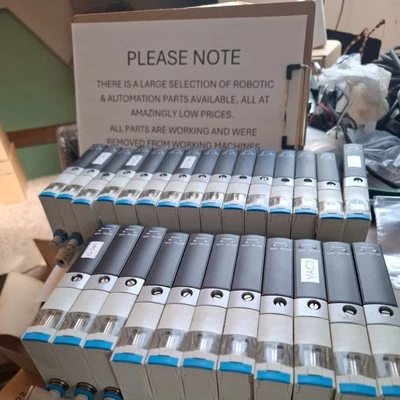 PLEASE NOTE
THERE IS A LARGE SELECTION OF ROBOTIC
& AUTOMATION PARTS AVAILABLE, ALL AT
AMAZINGLY LOW PRICES.
ALL PARTS ARE WORKING AND WERE
REMOVED FROM WORKING MACHINES
VACS